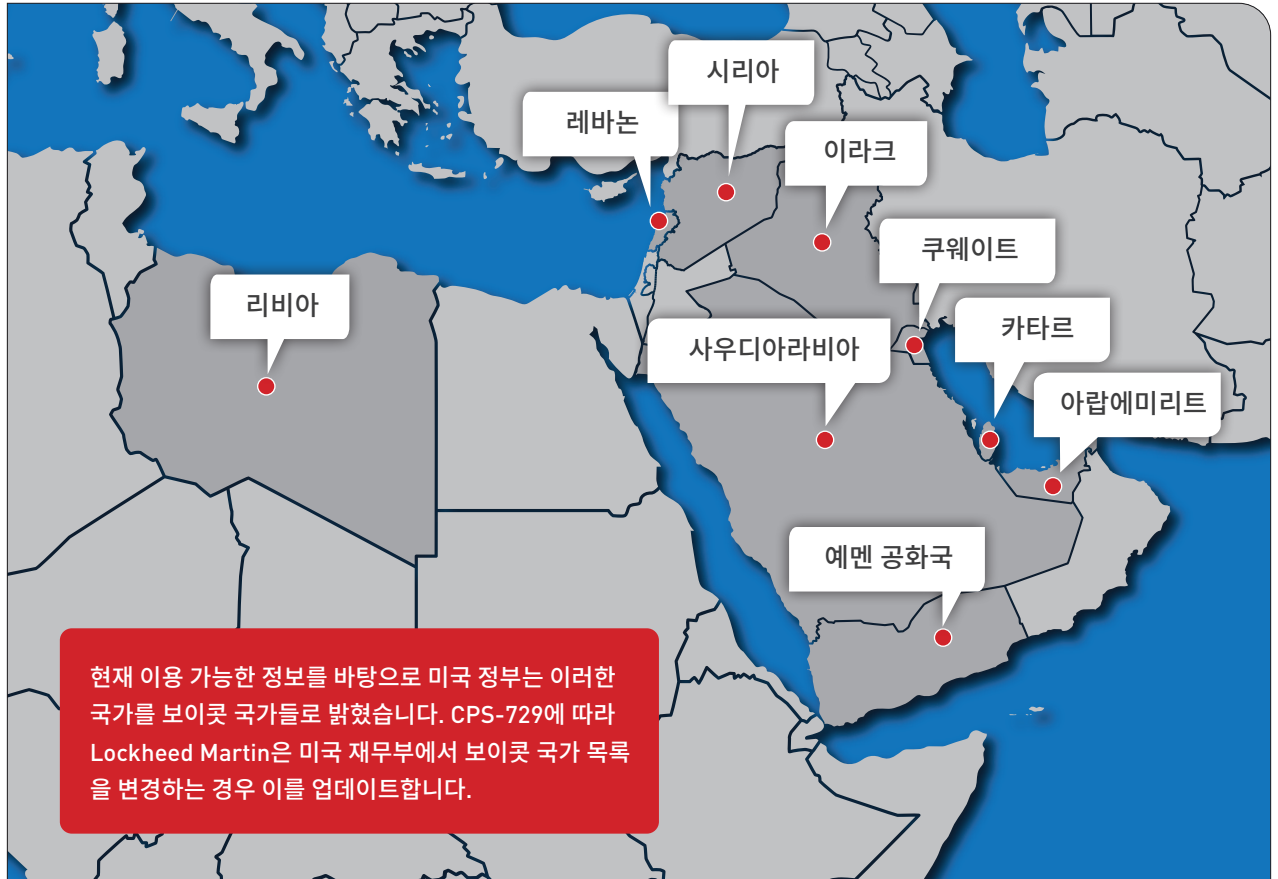 시리아
레바논
이라크
쿠웨이트
리비아
카타르
사우디아라비아
아랍에미리트
예멘 공화국
현재 이용 가능한 정보를 바탕으로 미국 정부는 이러한
국가를 보이콧 국가들로 밝혔습니다. CPS-729에 따라
Lockheed Martin은 미국 재무부에서 보이콧 국가 목록
을 변경하는 경우 이를 업데이트합니다.